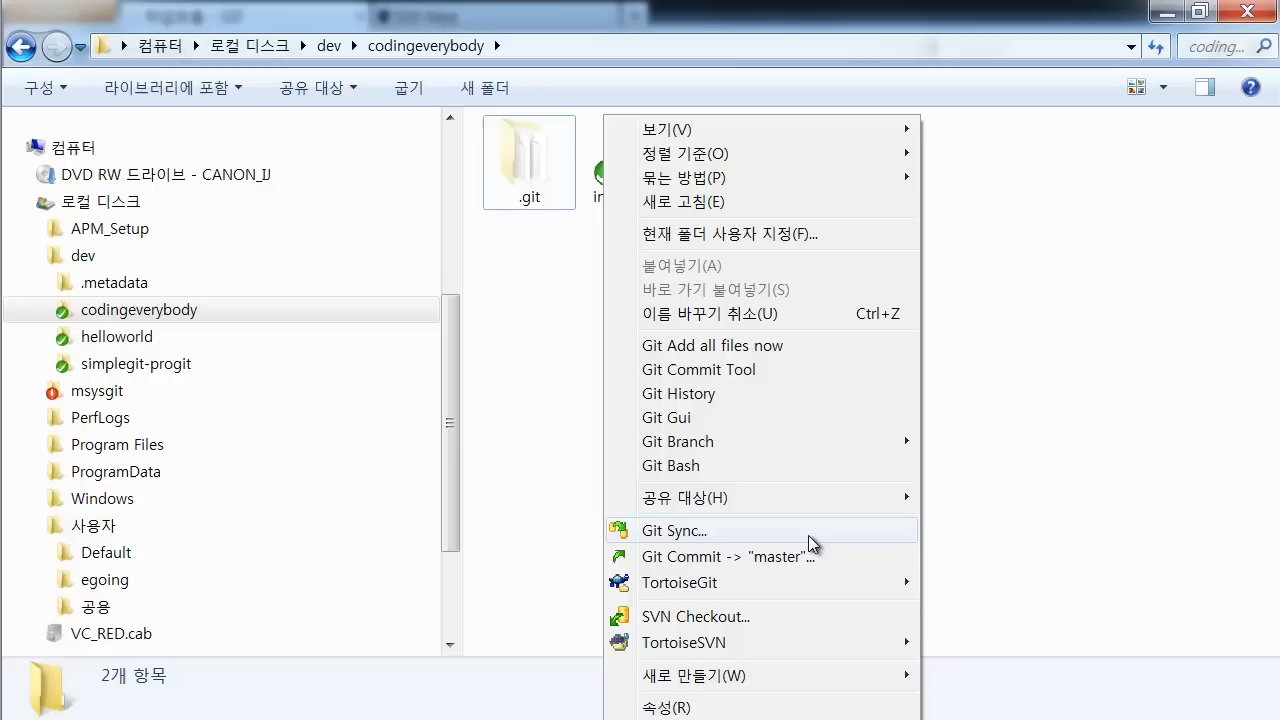 컴퓨터 로컬 디스크 dev codingeverybody coding...
구성 라이브러리에 포함 공유 대상 굽기 새 폴더
컴퓨터
DVD RW 드라이브 - CANON_IJ
로컬 디스크
APM_Setup
dev
.metadata
codingeverybody
helloworld
simplegit-progit
msysgit
PerfLogs
Program Files
ProgramData
Windows
사용자
Default
egoing
공용
VC_RED.cab
.git
in
보기(V)
정렬 기준(O)
묶는 방법(P)
새로 고침(E)
현재 폴더 사용자 지정(F)...
붙여넣기(A)
바로 가기 붙여넣기(S)
이름 바꾸기 취소(U) Ctrl+Z
Git Add all files now
Git Commit Tool
Git History
Git Gui
Git Branch
Git Bash
공유 대상(H)
Git Sync...
Git Commit -> "master"...
TortoiseGit
SVN Checkout...
TortoiseSVN
새로 만들기(W)
속성(R)
2개 항목